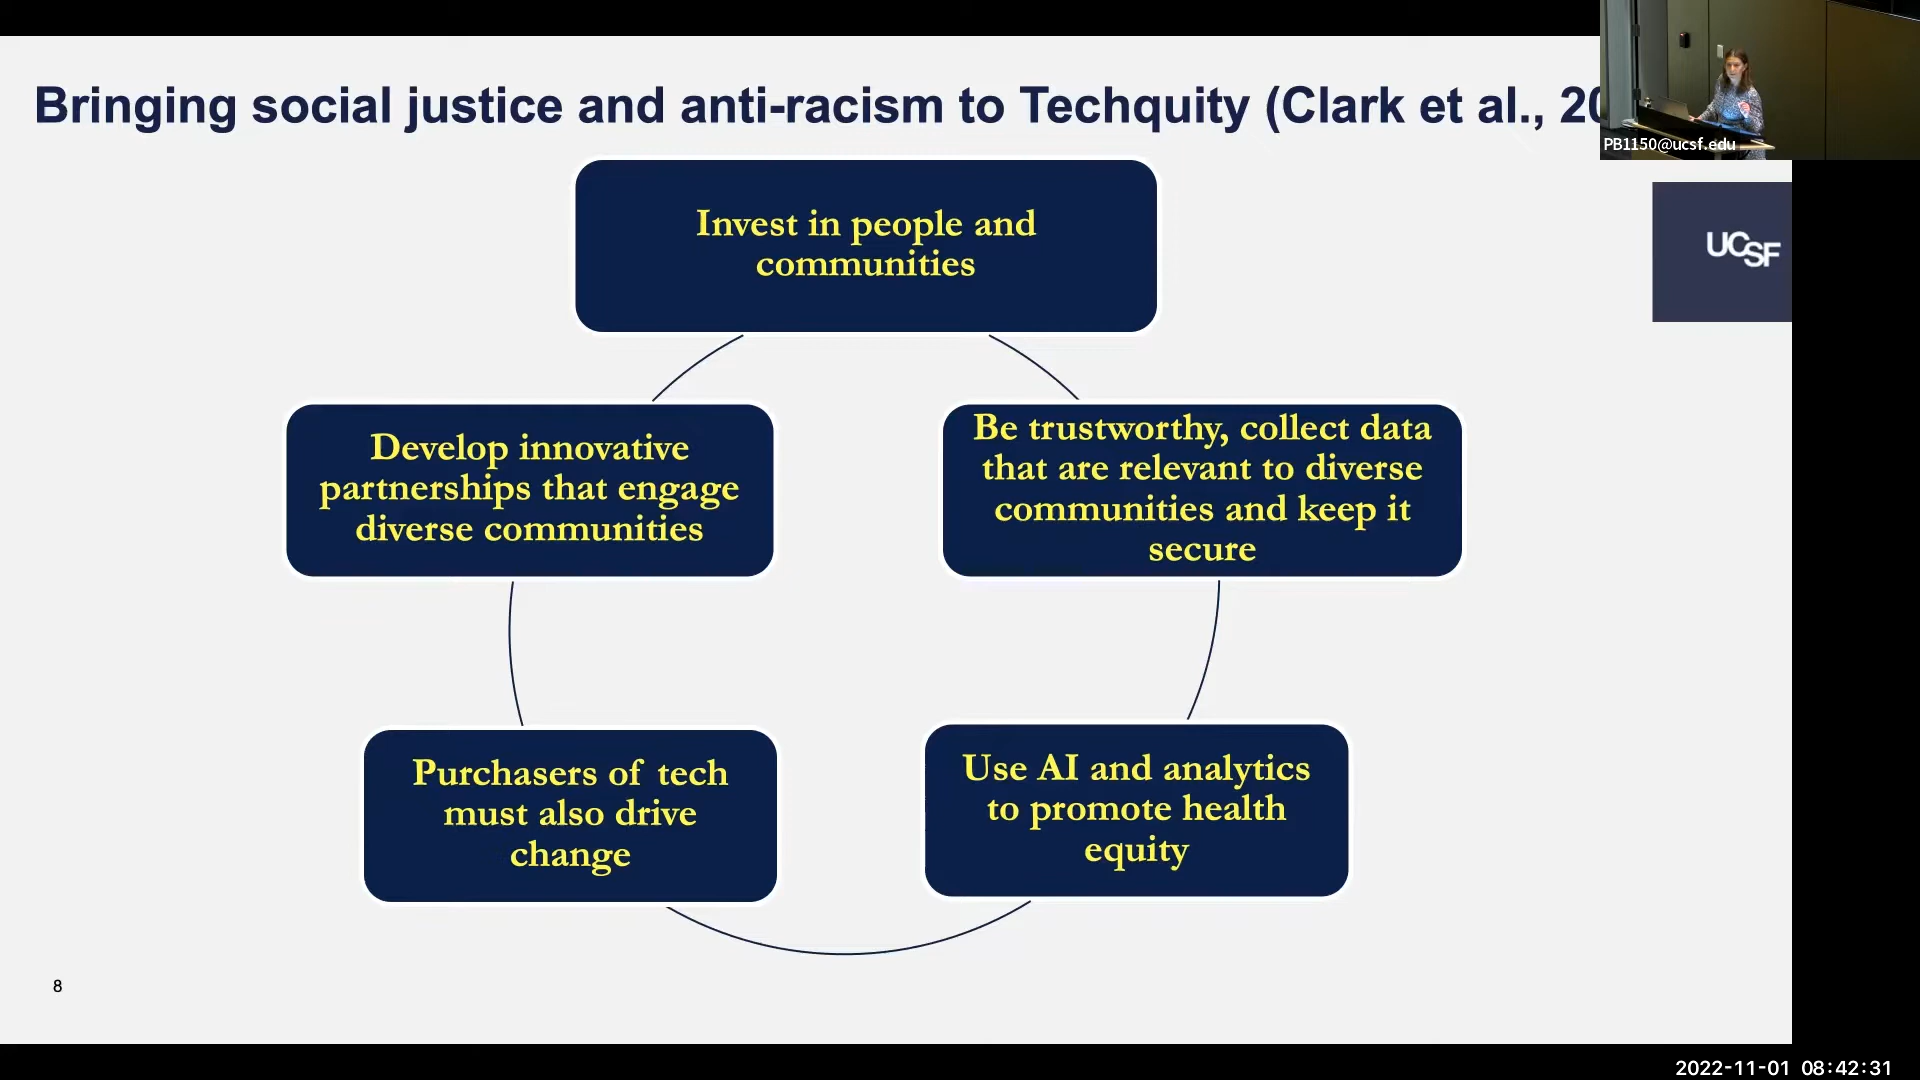 Bringing social justice and anti-racism to Techquity (Clark et al., 20
PB1150@ucsf.edu
UCSF
Invest in people and
communities
Develop innovative
partnerships that engage
diverse communities
Be trustworthy, collect data
that are relevant to diverse
communities and keep it
secure
Purchasers of tech
must also drive
change
Use AI and analytics
to promote health
equity
8
2022-11-01 08:42:31